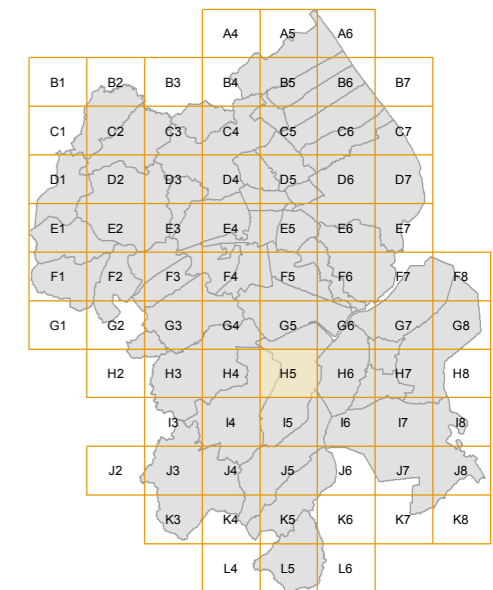 A4 A5 A6
B1 B2 B3 B4 B5 B6 B7
C1 C2 C3 C4 C5 C6 C7
D1 D2 D3 D4 D5 D6 D7
E1 E2 E3 E4 E5 E6 E7
F1 F2 F3 F4 F5 F6 F7 F8
G1 G2 G3 G4 G5 G6 G7 G8
H2 H3 H4 H5 H6 H7 H8
I3 I4 I5 I6 I7 I8
J2 J3 J4 J5 J6 J7 J8
K3 K4 K5 K6 K7 K8
L4 L5 L6